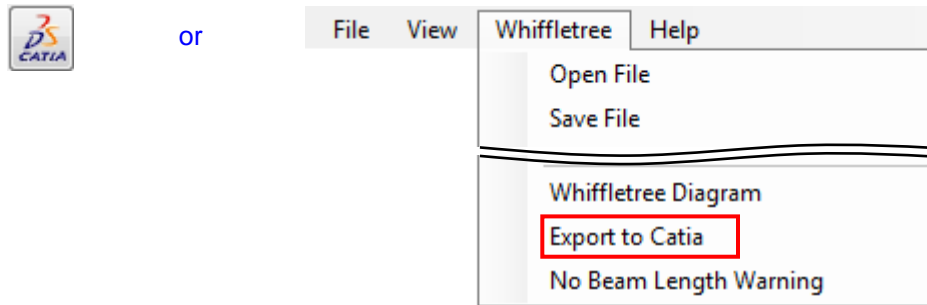 CATIA
or
File View Whiffletree Help
Open File
Save File
Whiffletree Diagram
Export to Catia
No Beam Length Warning